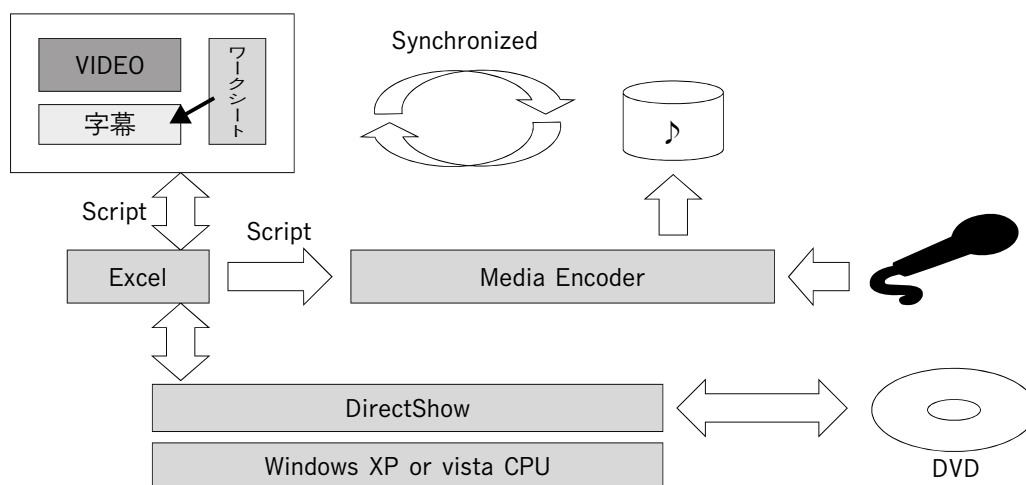 Synchronized
VIDEO
ワークシート
字幕
♪
Script
Script
Excel
Media Encoder
DirectShow
Windows XP or vista CPU
DVD